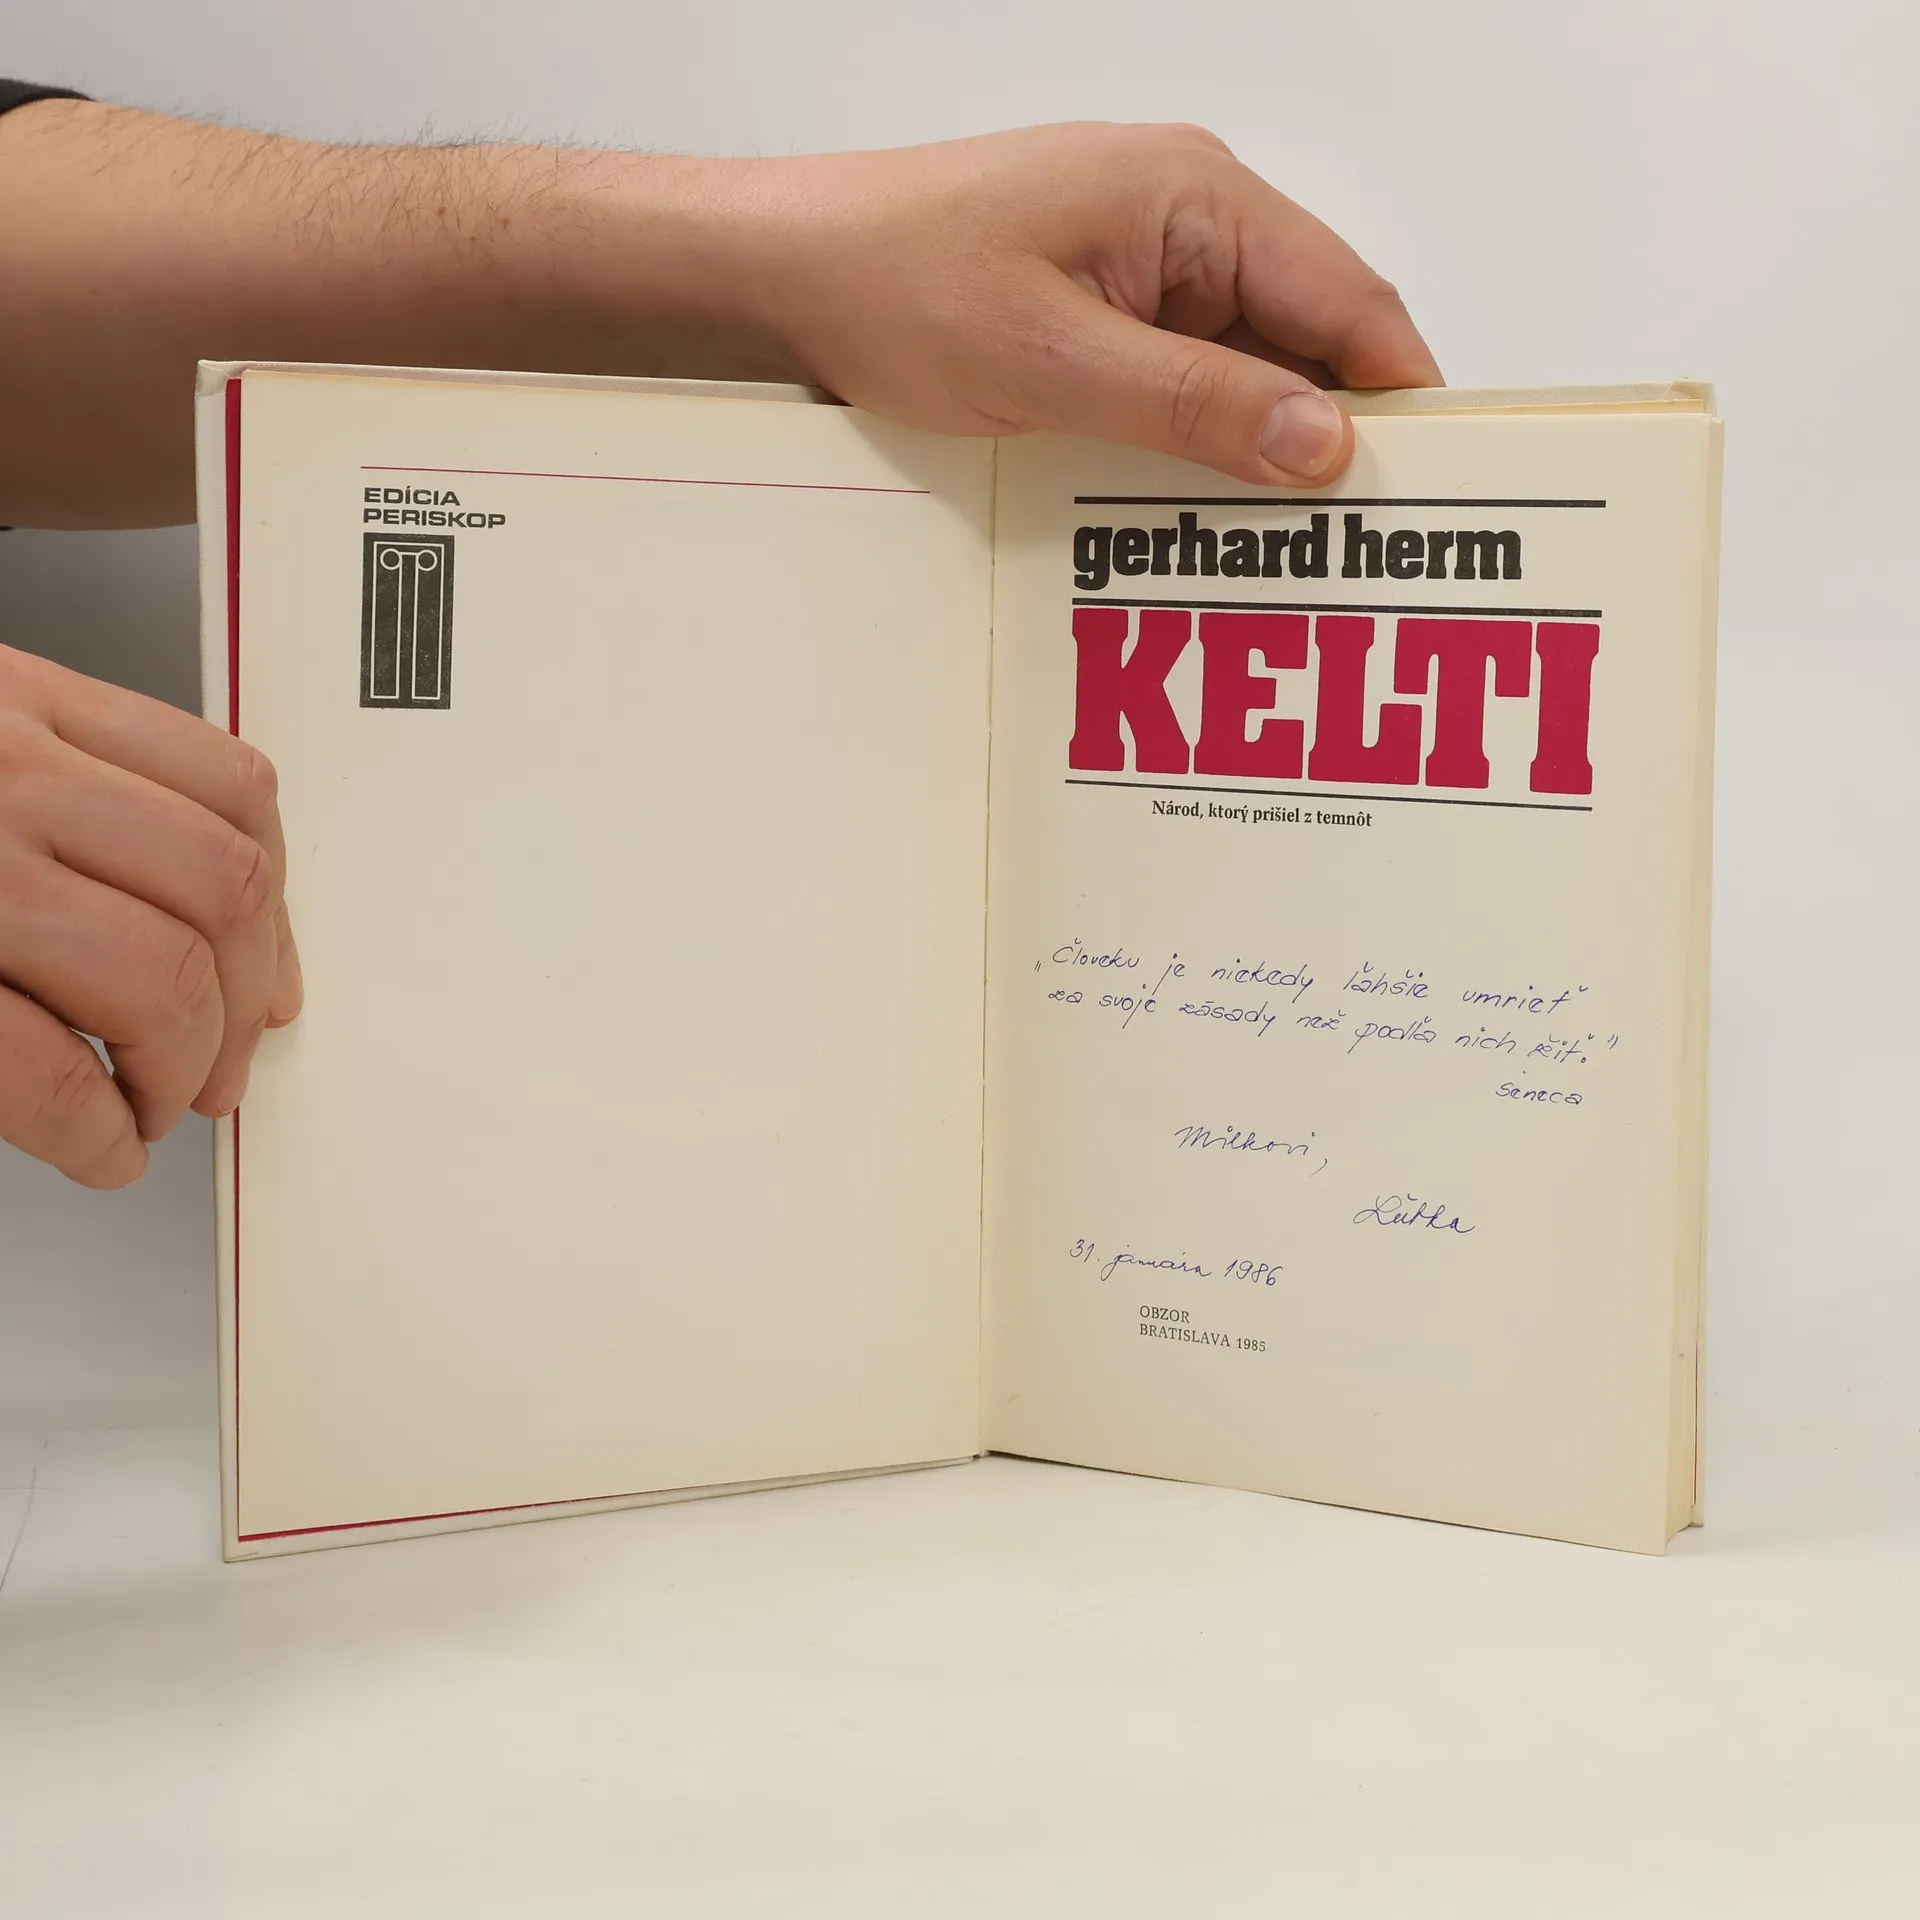 EDÍCIA
PERISKOP
gerhard herm
KELTI
Národ, ktorý prišiel z temnôt
„Človeku je niekedy ľahšie umrieť
za svoje zásady než podľa nich žiť."
Seneca
Milkovi,
Ľubka
31. januára 1986
OBZOR
BRATISLAVA 1985